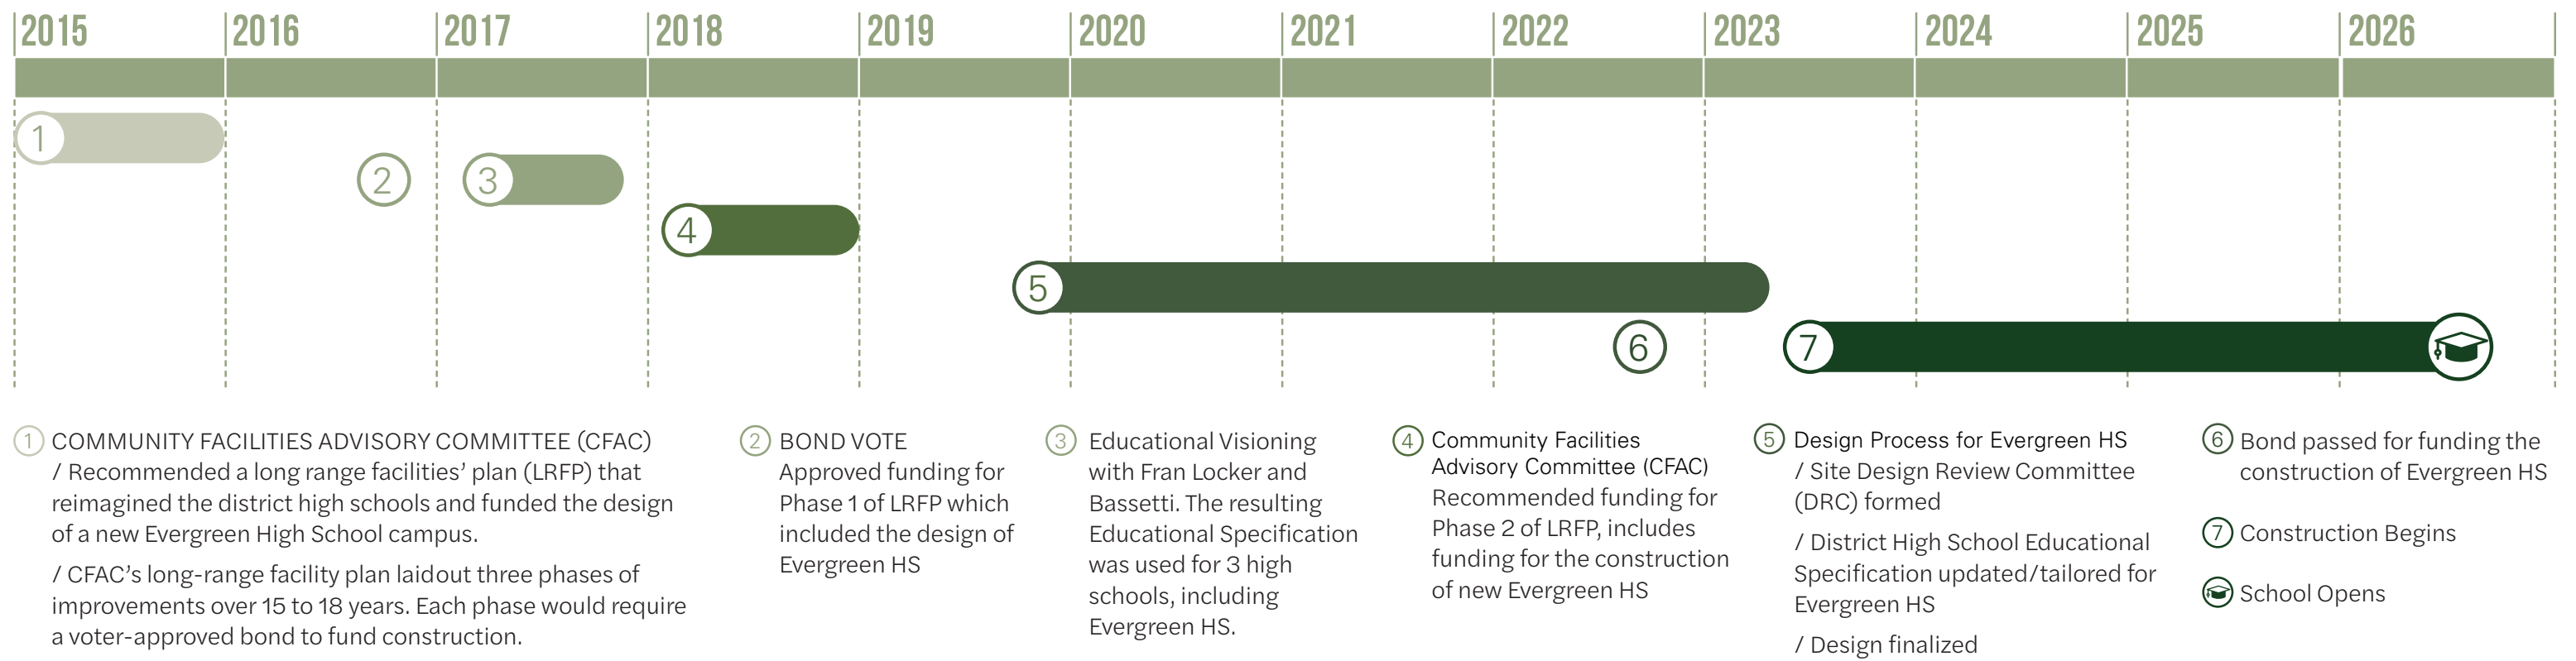 2015 2016 2017 2018 2019 2020 2021 2022 2023 2024 2025 2026
1
2 3
4
5
6 7
1 COMMUNITY FACILITIES ADVISORY COMMITTEE (CFAC)
/ Recommended a long range facilities’ plan (LRFP) that
reimagined the district high schools and funded the design
of a new Evergreen High School campus.
/ CFAC’s long-range facility plan laidout three phases of
improvements over 15 to 18 years. Each phase would require
a voter-approved bond to fund construction.
2 BOND VOTE
Approved funding for
Phase 1 of LRFP which
included the design of
Evergreen HS
3 Educational Visioning
with Fran Locker and
Bassetti. The resulting
Educational Specification
was used for 3 high
schools, including
Evergreen HS.
4 Community Facilities
Advisory Committee (CFAC)
Recommended funding for
Phase 2 of LRFP, includes
funding for the construction
of new Evergreen HS
5 Design Process for Evergreen HS
/ Site Design Review Committee
(DRC) formed
/ District High School Educational
Specification updated/tailored for
Evergreen HS
/ Design finalized
6 Bond passed for funding the
construction of Evergreen HS
7 Construction Begins
School Opens